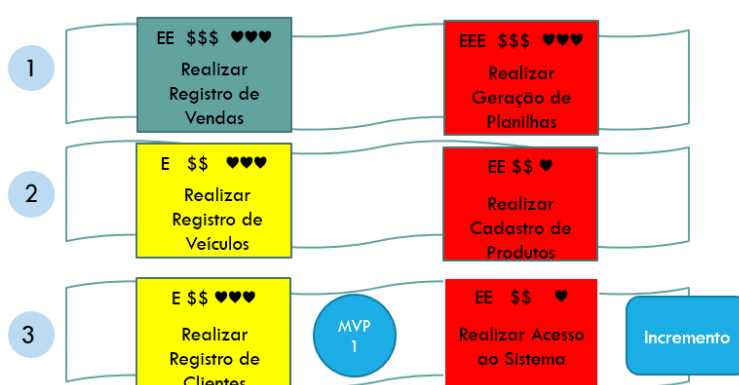 1
EE $$$ ♥♥♥
Realizar
Registro de
Vendas
EEE $$$ ♥♥♥
Realizar
Geração de
Planilhas
2
E $$ ♥♥♥
Realizar
Registro de
Veículos
EE $$ ♥
Realizar
Cadastro de
Produtos
3
E $$ ♥♥♥
Realizar
Registro de
Clientes
MVP
1
EE $$ ♥
Realizar Acesso
ao Sistema
Incremento